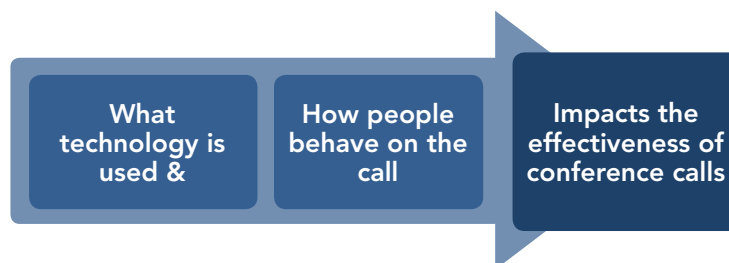 What
technology is
used &
How people
behave on the
call
Impacts the
effectiveness of
conference calls